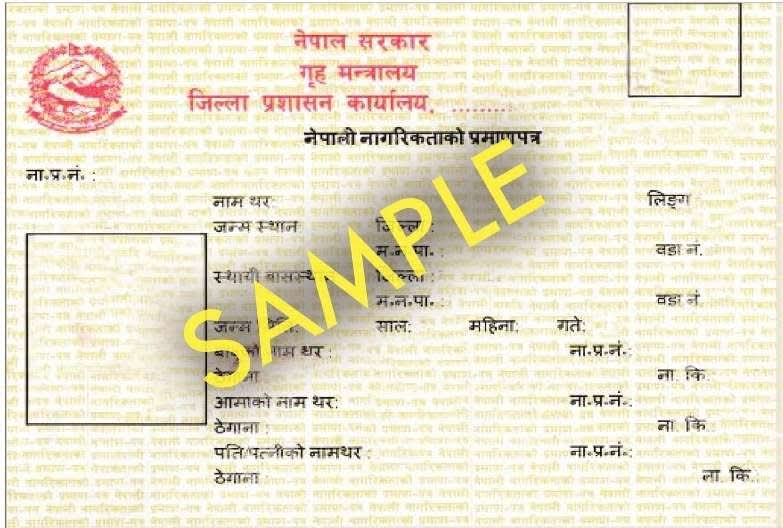 नेपाल सरकार
गृह मन्त्रालय
जिल्ला प्रशासन कार्यालय, .........
नेपाली नागरिकताको प्रमाणपत्र
ना.प्र.नं. :
नाम थर: लिङ्ग
जन्म स्थान जिल्ला :
म.न.पा. : वडा नं.
स्थायी बासस्थान जिल्ला :
म.न.पा. : वडा नं.
जन्म मिति: साल: महिना: गते:
बाबुको नाम थर : ना.प्र.नं.:
ठेगाना ना. कि.
आमाको नाम थर: ना.प्र.नं.:
ठेगाना : ना. कि.
पति/पत्नीको नामथर : ना.प्र.नं.:
ठेगाना : ना. कि.:
SAMPLE